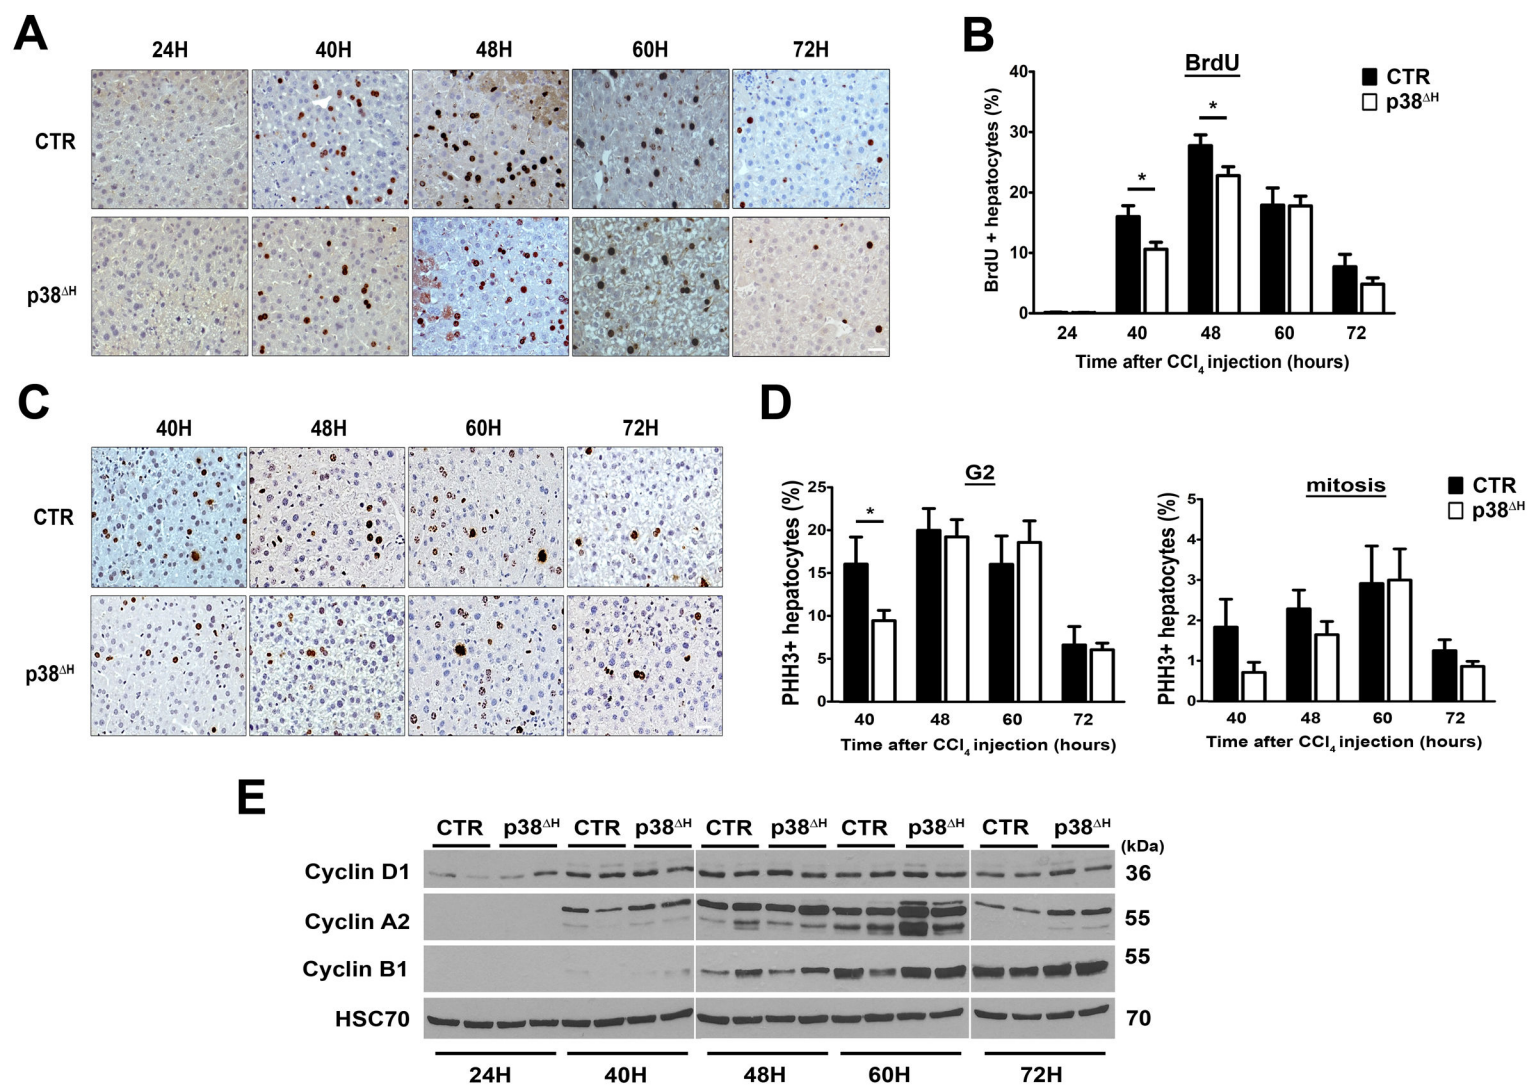 A
24H 40H 48H 60H 72H
CTR
p38ΔH
B
BrdU
CTR
p38ΔH
BrdU + hepatocytes (%)
40
30
20
10
0
* *
24 40 48 60 72
Time after CCl4 injection (hours)
C
40H 48H 60H 72H
CTR
p38ΔH
D
G2
PHH3+ hepatocytes (%)
25
20
15
10
5
0
*
40 48 60 72
Time after CCl4 injection (hours)
mitosis
CTR
p38ΔH
PHH3+ hepatocytes (%)
5
4
3
2
1
0
40 48 60 72
Time after CCl4 injection (hours)
E
CTR p38ΔH CTR p38ΔH CTR p38ΔH CTR p38ΔH CTR p38ΔH
(kDa)
Cyclin D1 36
Cyclin A2 55
Cyclin B1 55
HSC70 70
24H 40H 48H 60H 72H